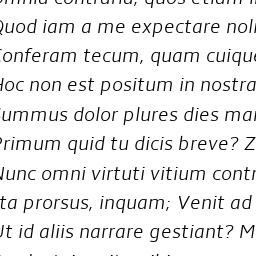 omnia contraria, quos etiam
Quod iam a me expectare noli
Conferam tecum, quam cuique
Hoc non est positum in nostra
Summus dolor plures dies ma
Primum quid tu dicis breve?
Nunc omni virtuti vitium contr
Ita prorsus, inquam; Venit ad
Ut id aliis narrare gestiant? M